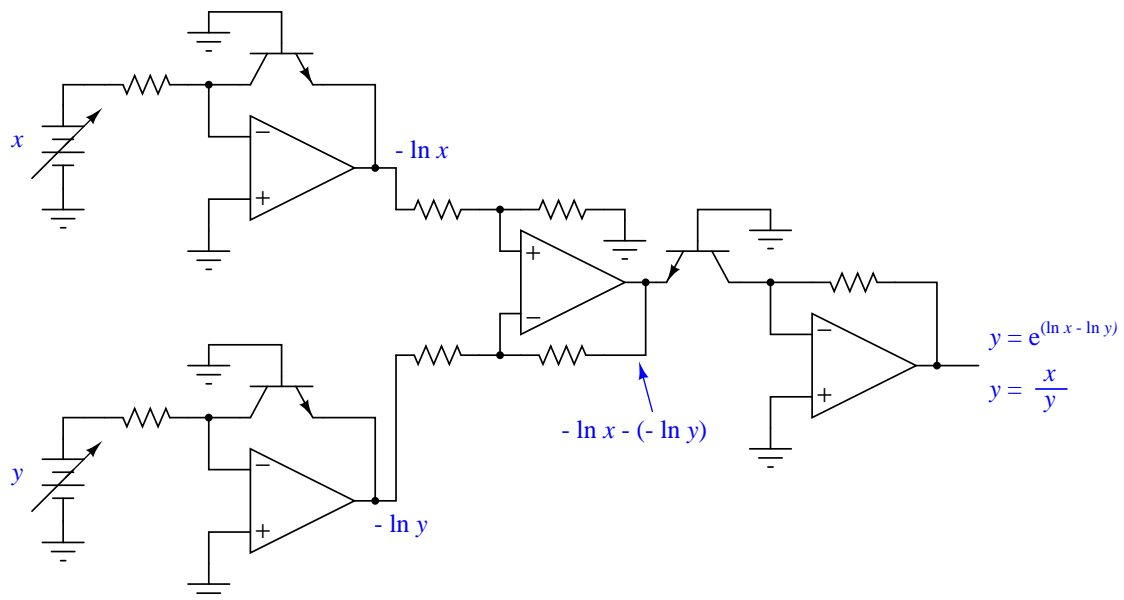 x
−
+
- ln x
+
−
y
−
+
- ln y
- ln x - (- ln y)
−
+
y = e^(ln x - ln y)
y = x/y